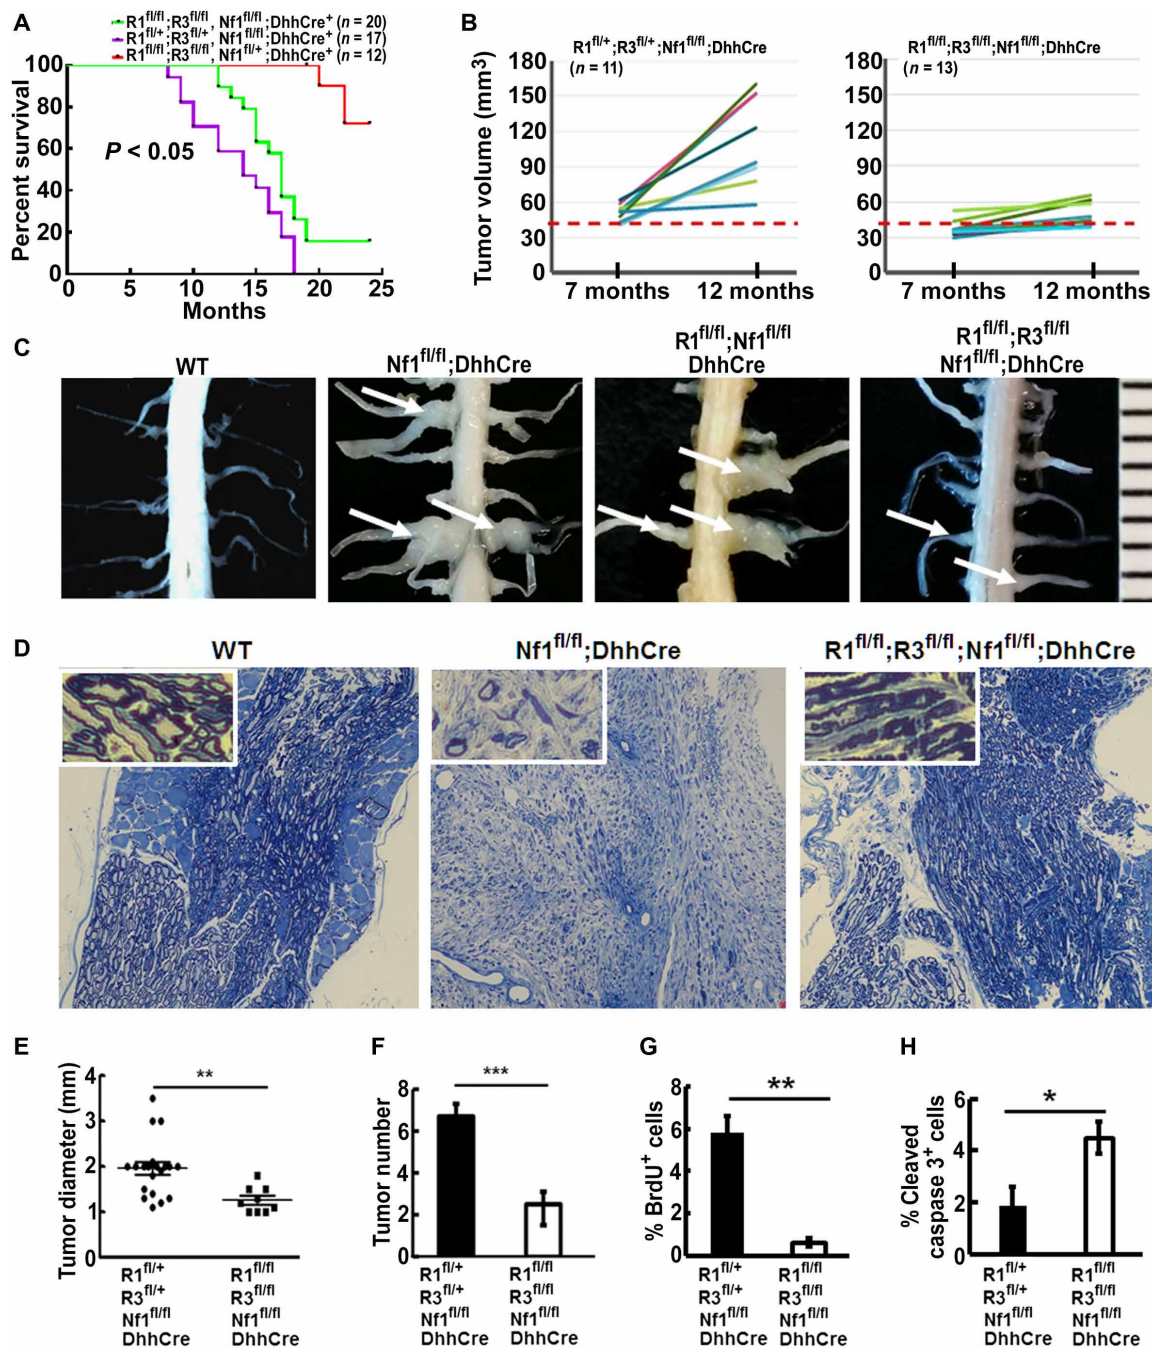 A
R1fl/fl;R3fl/fl, Nf1fl/fl;DhhCre+ (n = 20)
R1fl/+;R3fl/+, Nf1fl/fl;DhhCre+ (n = 17)
R1fl/fl;R3fl/fl, Nf1fl/+;DhhCre+ (n = 12)
Percent survival
100
80
60
40
20
0
P < 0.05
0 5 10 15 20 25
Months
B
R1fl/+;R3fl/+;Nf1fl/fl;DhhCre
(n = 11)
Tumor volume (mm3)
180
150
120
90
60
30
0
7 months 12 months
R1fl/fl;R3fl/fl;Nf1fl/fl;DhhCre
(n = 13)
180
150
120
90
60
30
0
7 months 12 months
C
WT
Nf1fl/fl;DhhCre
R1fl/fl;Nf1fl/fl
DhhCre
R1fl/fl;R3fl/fl
Nf1fl/fl;DhhCre
D
WT
Nf1fl/fl;DhhCre
R1fl/fl;R3fl/fl;Nf1fl/fl;DhhCre
E
Tumor diameter (mm)
4
3
2
1
0
**
R1fl/+
R3fl/+
Nf1fl/fl
DhhCre
R1fl/fl
R3fl/fl
Nf1fl/fl
DhhCre
F
Tumor number
8
6
4
2
0
***
R1fl/+
R3fl/+
Nf1fl/fl
DhhCre
R1fl/fl
R3fl/fl
Nf1fl/fl
DhhCre
G
% BrdU+ cells
8
6
4
2
0
**
R1fl/+
R3fl/+
Nf1fl/fl
DhhCre
R1fl/fl
R3fl/fl
Nf1fl/fl
DhhCre
H
% Cleaved
caspase 3+ cells
6
4
2
0
*
R1fl/+
R3fl/+
Nf1fl/fl
DhhCre
R1fl/fl
R3fl/fl
Nf1fl/fl
DhhCre